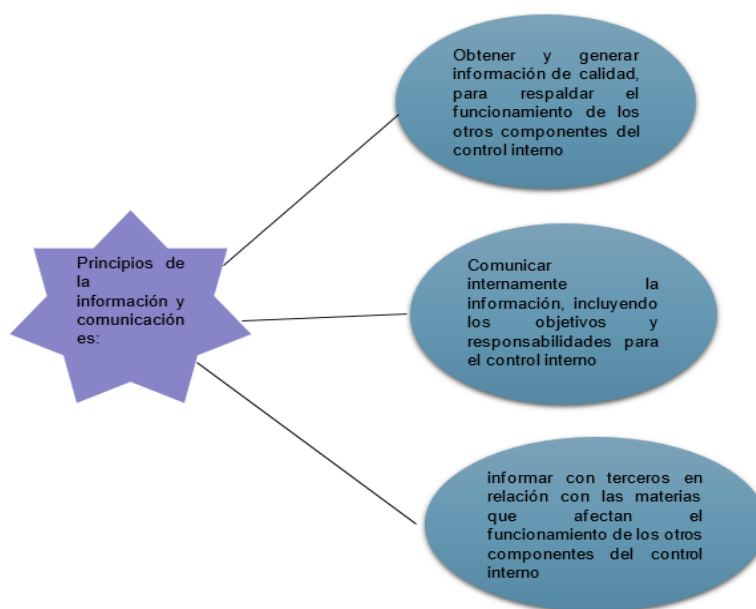 Obtener y generar
información de calidad,
para respaldar el
funcionamiento de los
otros componentes del
control interno
Principios de
la
información y
comunicación
es:
Comunicar
internamente la
información, incluyendo
los objetivos y
responsabilidades para
el control interno
informar con terceros en
relación con las materias
que afectan el
funcionamiento de los otros
componentes del control
interno